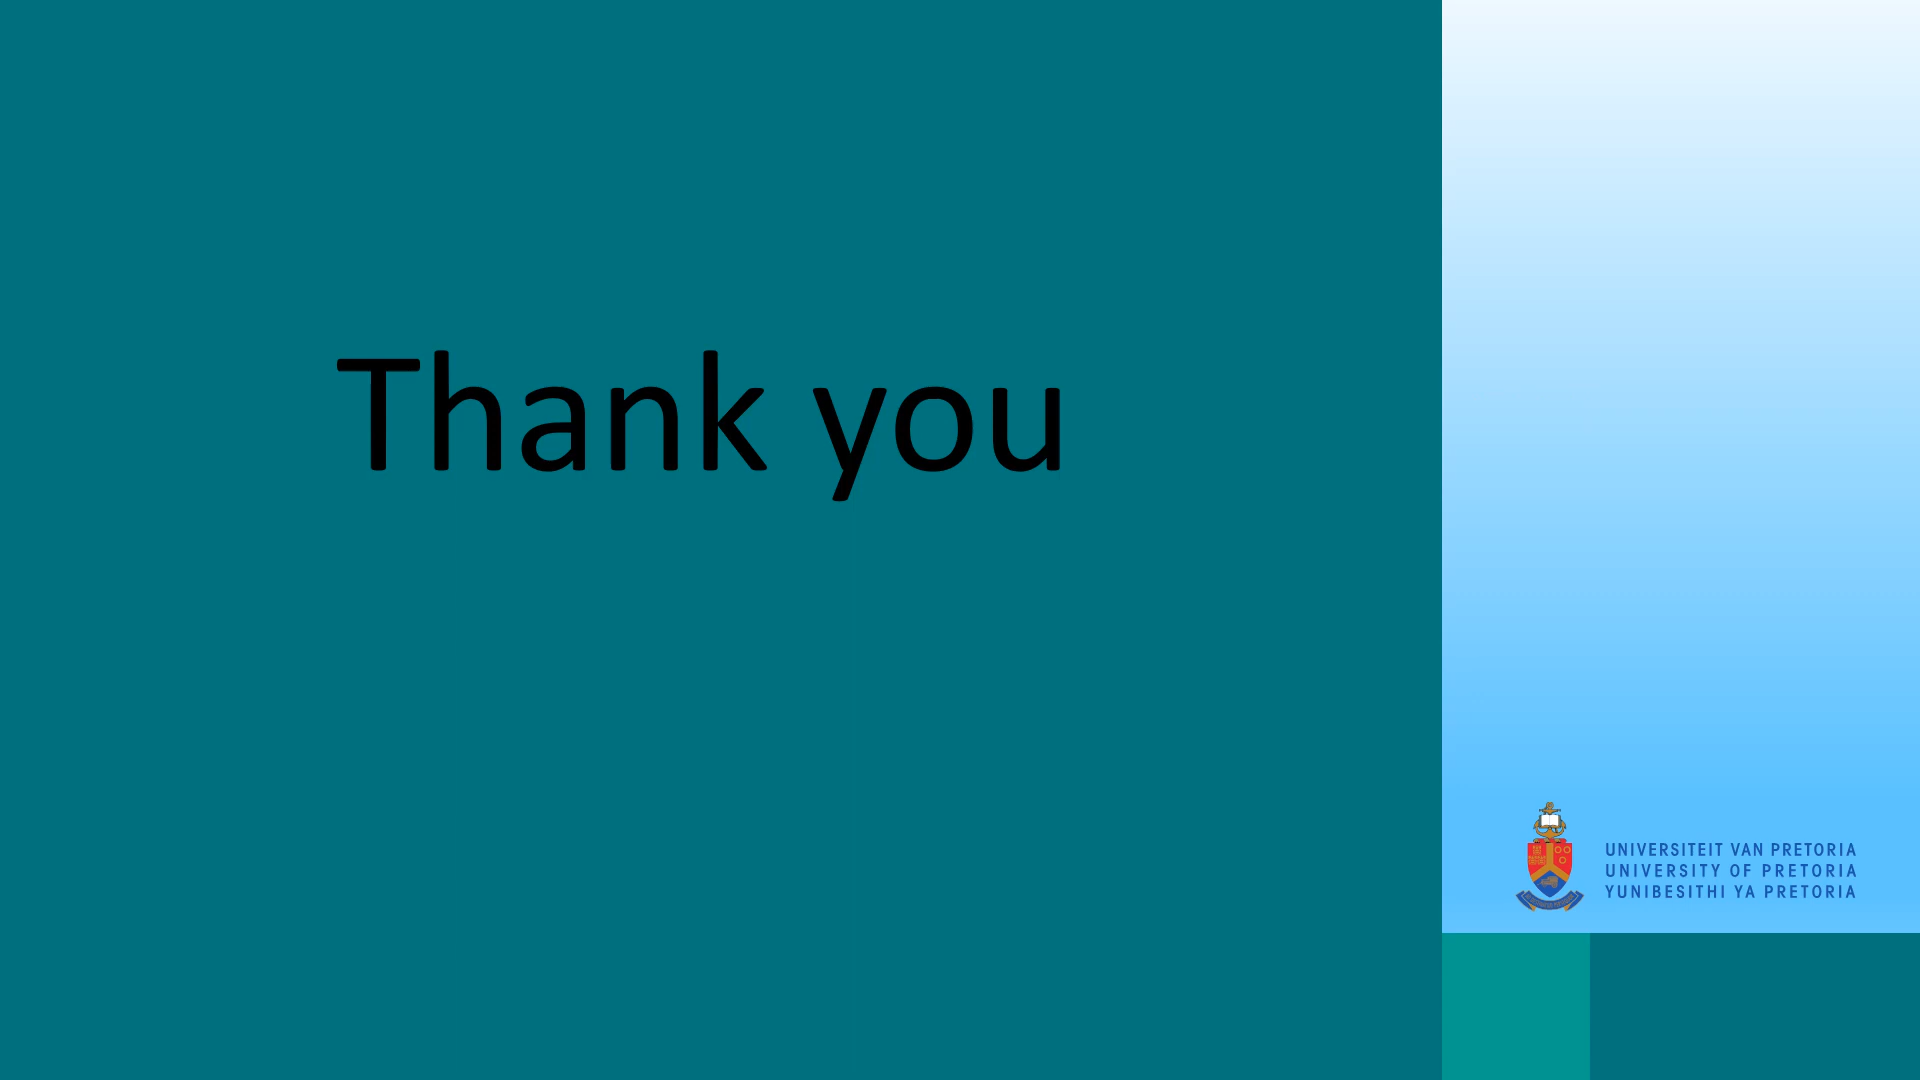 Thank you
UNIVERSITEIT VAN PRETORIA
UNIVERSITY OF PRETORIA
YUNIBESITHI YA PRETORIA